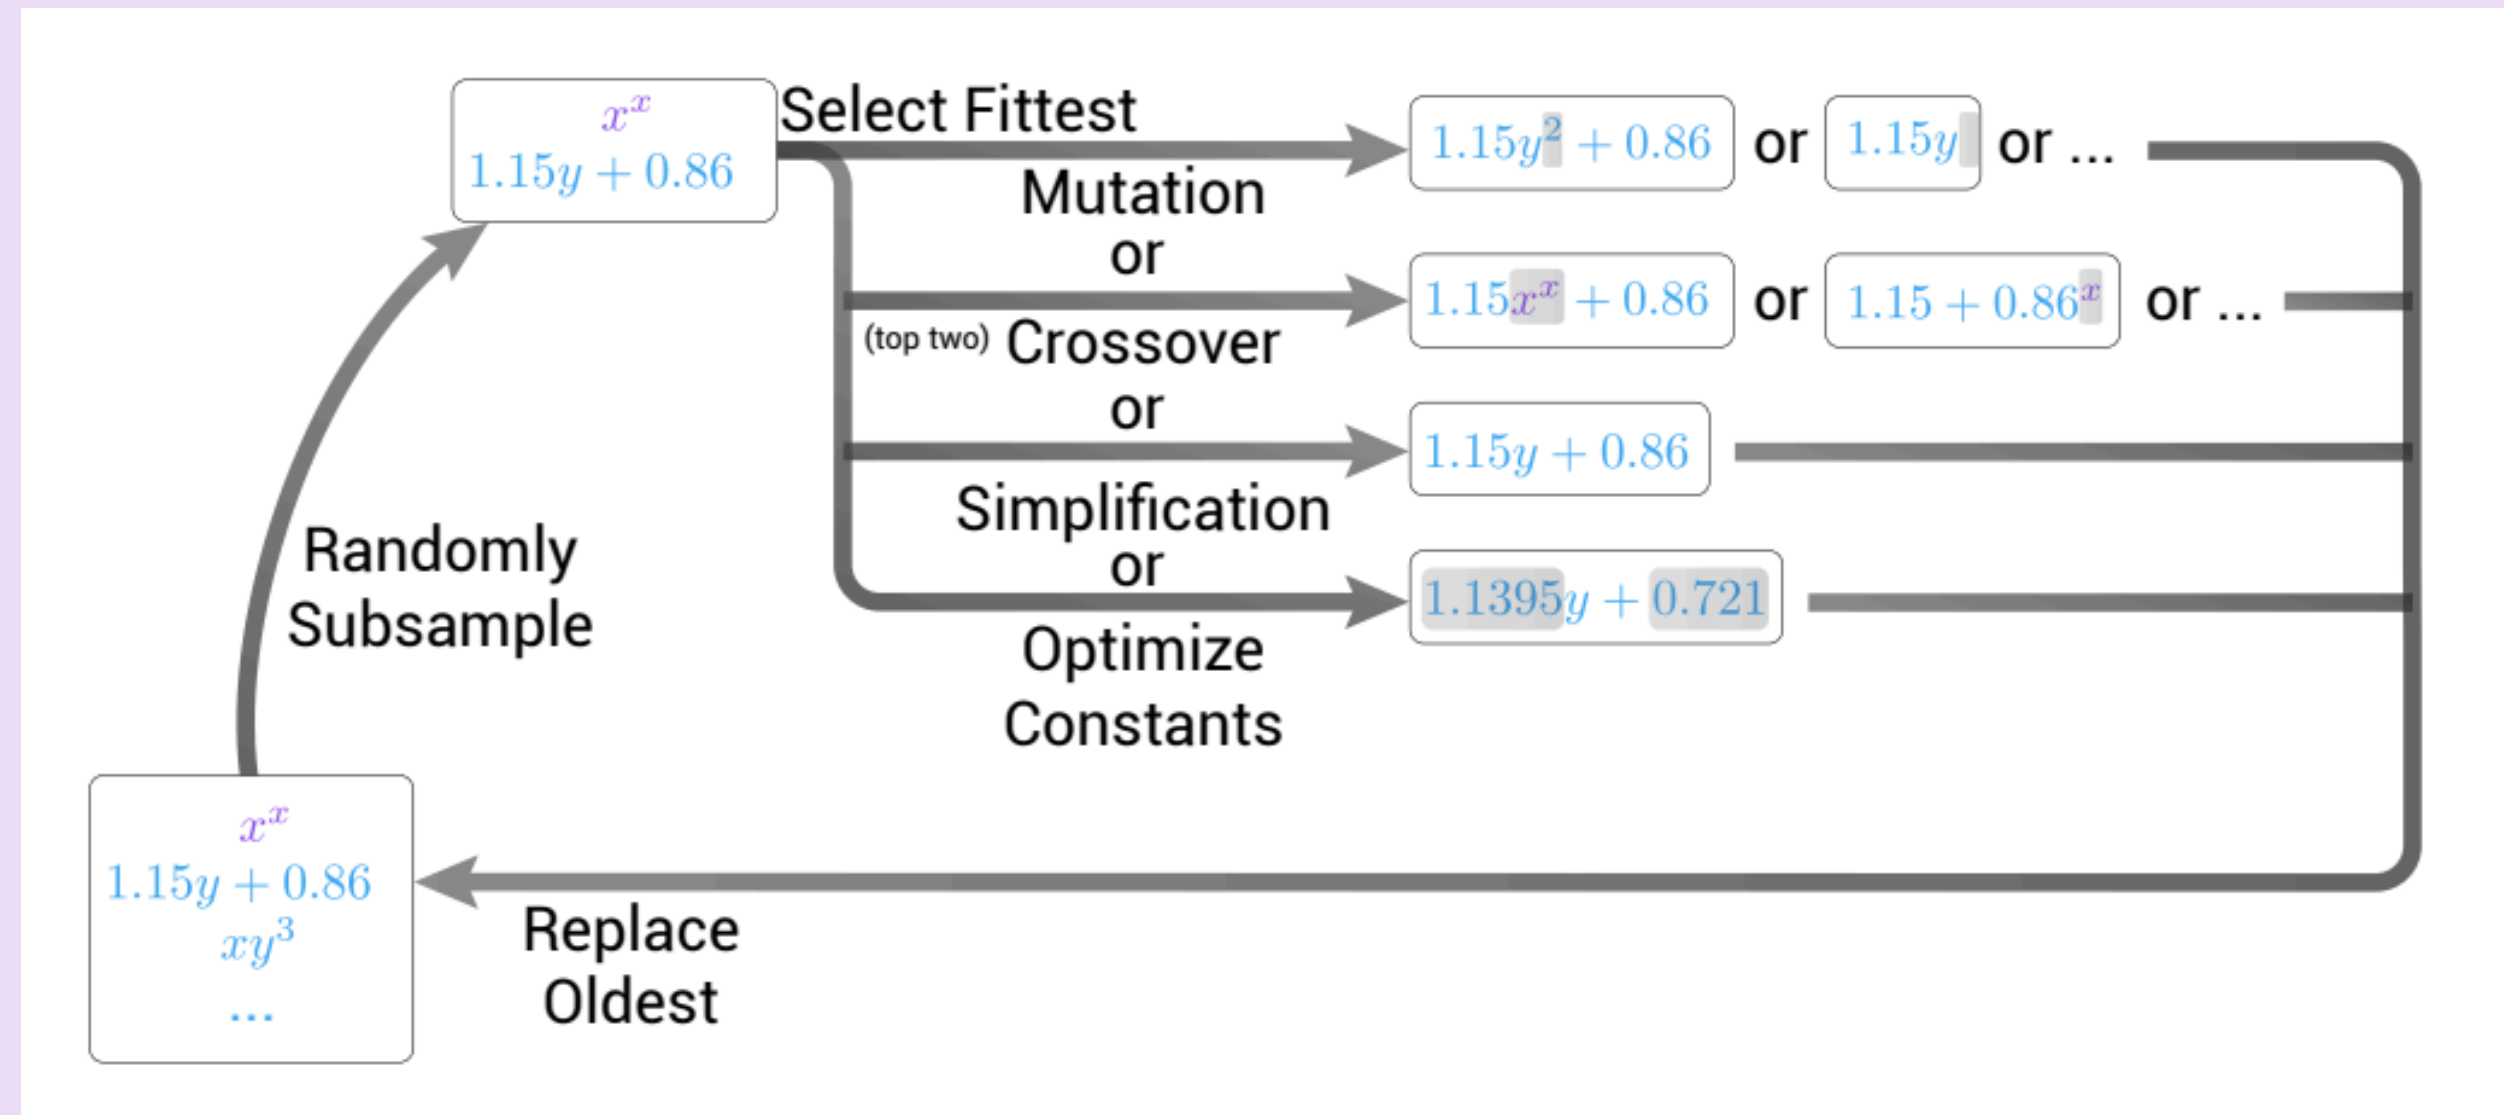 x^x
1.15y + 0.86
Select Fittest
1.15y^2 + 0.86 or 1.15y or ...
Mutation
or
1.15x^x + 0.86 or 1.15 + 0.86^x or ...
(top two) Crossover
or
1.15y + 0.86
Simplification
or
1.1395y + 0.721
Optimize
Constants
Randomly
Subsample
x^x
1.15y + 0.86
xy^3
...
Replace
Oldest